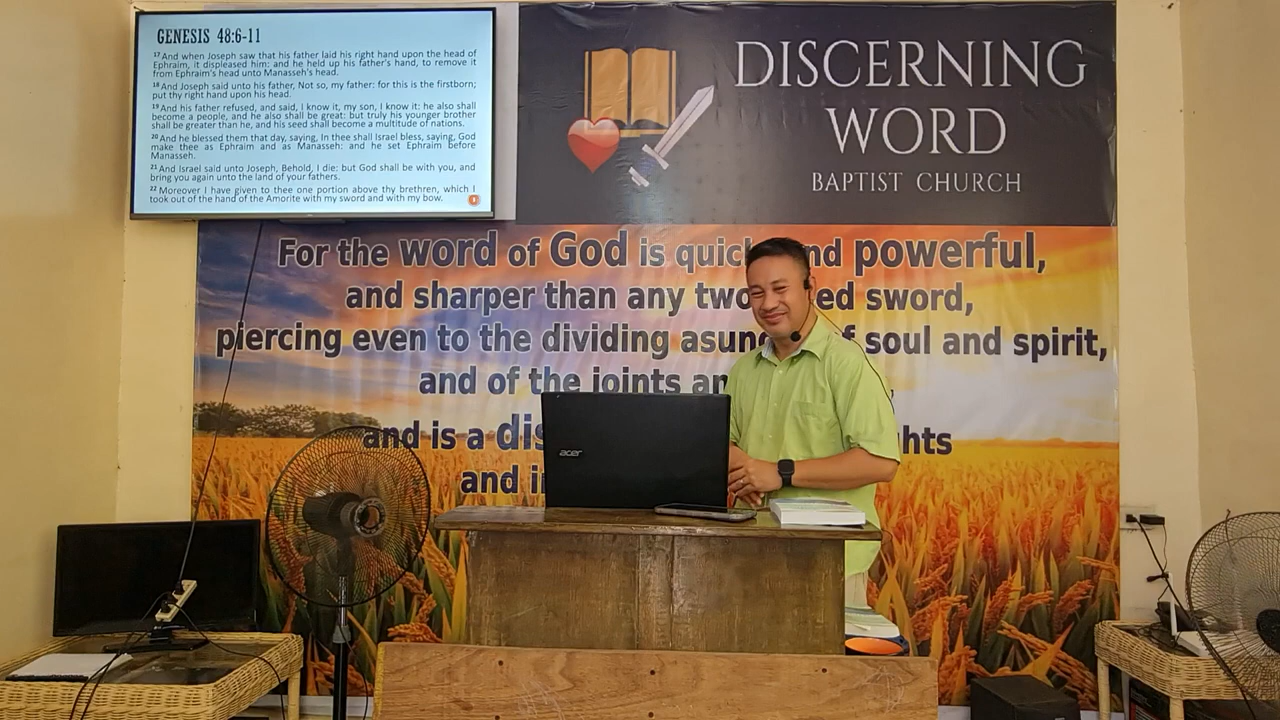 GENESIS 48:6-11
17 And when Joseph saw that his father laid his right hand upon the head of
Ephraim, it displeased him: and he held up his father's hand, to remove it
from Ephraim's head unto Manasseh's head.
18 And Joseph said unto his father, Not so, my father: for this is the firstborn;
put thy right hand upon his head.
19 And his father refused, and said, I know it, my son, I know it: he also shall
become a people, and he also shall be great: but truly his younger brother
shall be greater than he, and his seed shall become a multitude of nations.
20 And he blessed them that day, saying, In thee shall Israel bless, saying, God
make thee as Ephraim and as Manasseh: and he set Ephraim before
Manasseh.
21 And Israel said unto Joseph, Behold, I die: but God shall be with you, and
bring you again unto the land of your fathers.
22 Moreover I have given to thee one portion above thy brethren, which I
took out of the hand of the Amorite with my sword and with my bow.
DISCERNING
WORD
BAPTIST CHURCH
For the word of God is quick and powerful,
and sharper than any two ed sword,
piercing even to the dividing asunder of soul and spirit,
and of the joints an
and is a dis hts
and in
acer